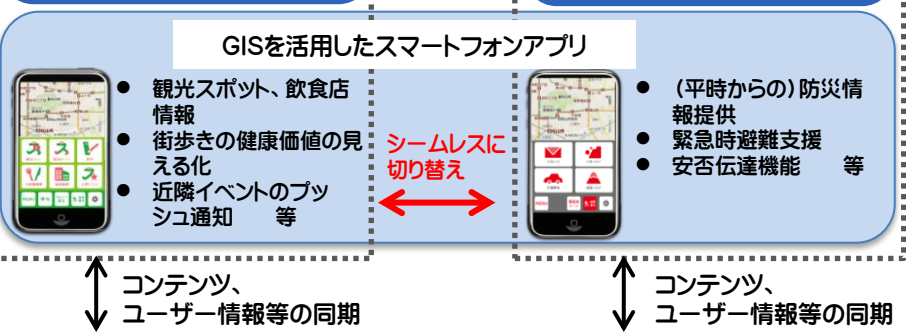 GISを活用したスマートフォンアプリ
● 観光スポット、飲食店
情報
● 街歩きの健康価値の見
える化
● 近隣イベントのプッ
シュ通知　等
シームレスに
切り替え
● (平時からの)防災情
報提供
● 緊急時避難支援
● 安否伝達機能　等
コンテンツ、
ユーザー情報等の同期
コンテンツ、
ユーザー情報等の同期